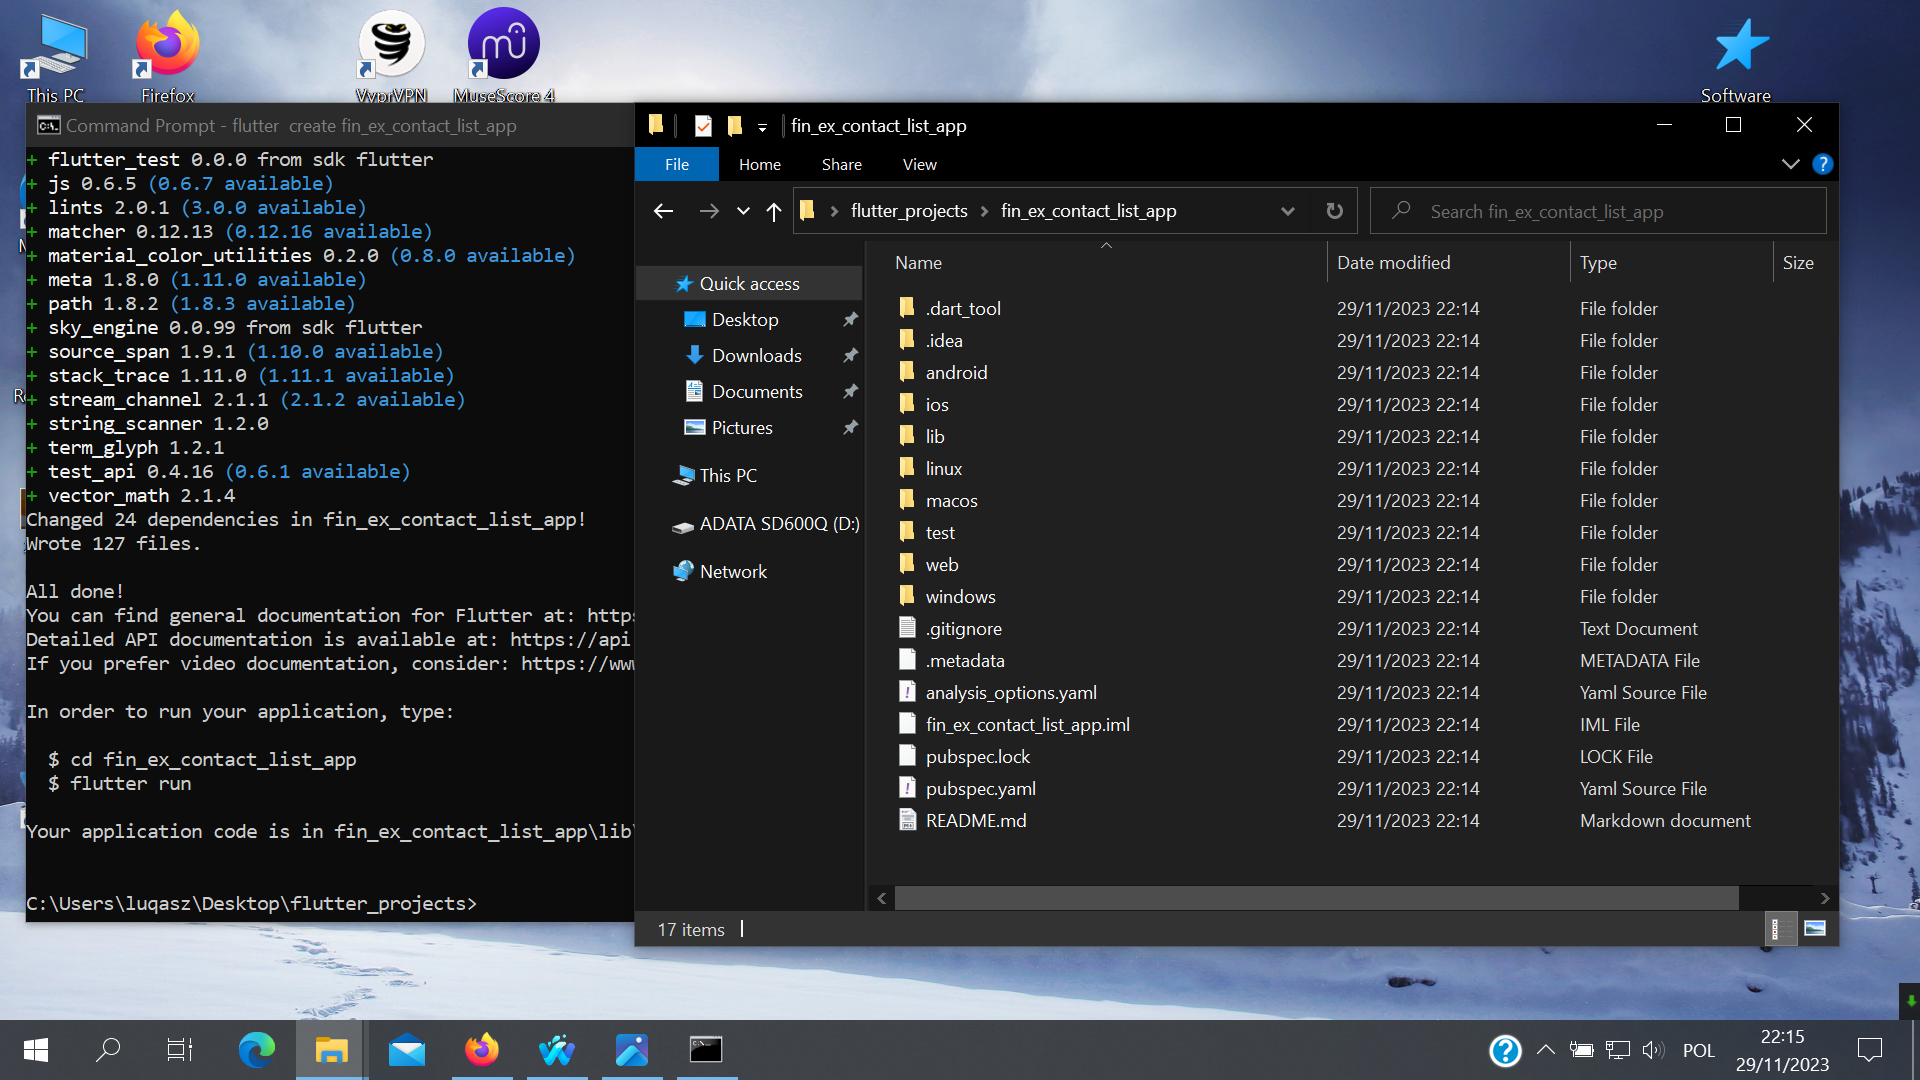 This PC
Firefox
VyprVPN
MuseScore 4
Software
Command Prompt - flutter  create fin_ex_contact_list_app
+ flutter_test 0.0.0 from sdk flutter
+ js 0.6.5 (0.6.7 available)
+ lints 2.0.1 (3.0.0 available)
+ matcher 0.12.13 (0.12.16 available)
+ material_color_utilities 0.2.0 (0.8.0 available)
+ meta 1.8.0 (1.11.0 available)
+ path 1.8.2 (1.8.3 available)
+ sky_engine 0.0.99 from sdk flutter
+ source_span 1.9.1 (1.10.0 available)
+ stack_trace 1.11.0 (1.11.1 available)
+ stream_channel 2.1.1 (2.1.2 available)
+ string_scanner 1.2.0
+ term_glyph 1.2.1
+ test_api 0.4.16 (0.6.1 available)
+ vector_math 2.1.4
Changed 24 dependencies in fin_ex_contact_list_app!
Wrote 127 files.
All done!
You can find general documentation for Flutter at: https
Detailed API documentation is available at: https://api
If you prefer video documentation, consider: https://www
In order to run your application, type:
$ cd fin_ex_contact_list_app
$ flutter run
Your application code is in fin_ex_contact_list_app\lib\
C:\Users\luqasz\Desktop\flutter_projects>
fin_ex_contact_list_app
File Home Share View
flutter_projects > fin_ex_contact_list_app
Search fin_ex_contact_list_app
Quick access
Desktop
Downloads
Documents
Pictures
This PC
ADATA SD600Q (D:)
Network
Name Date modified Type Size
.dart_tool 29/11/2023 22:14 File folder
.idea 29/11/2023 22:14 File folder
android 29/11/2023 22:14 File folder
ios 29/11/2023 22:14 File folder
lib 29/11/2023 22:14 File folder
linux 29/11/2023 22:14 File folder
macos 29/11/2023 22:14 File folder
test 29/11/2023 22:14 File folder
web 29/11/2023 22:14 File folder
windows 29/11/2023 22:14 File folder
.gitignore 29/11/2023 22:14 Text Document
.metadata 29/11/2023 22:14 METADATA File
analysis_options.yaml 29/11/2023 22:14 Yaml Source File
fin_ex_contact_list_app.iml 29/11/2023 22:14 IML File
pubspec.lock 29/11/2023 22:14 LOCK File
pubspec.yaml 29/11/2023 22:14 Yaml Source File
README.md 29/11/2023 22:14 Markdown document
17 items
POL
22:15
29/11/2023